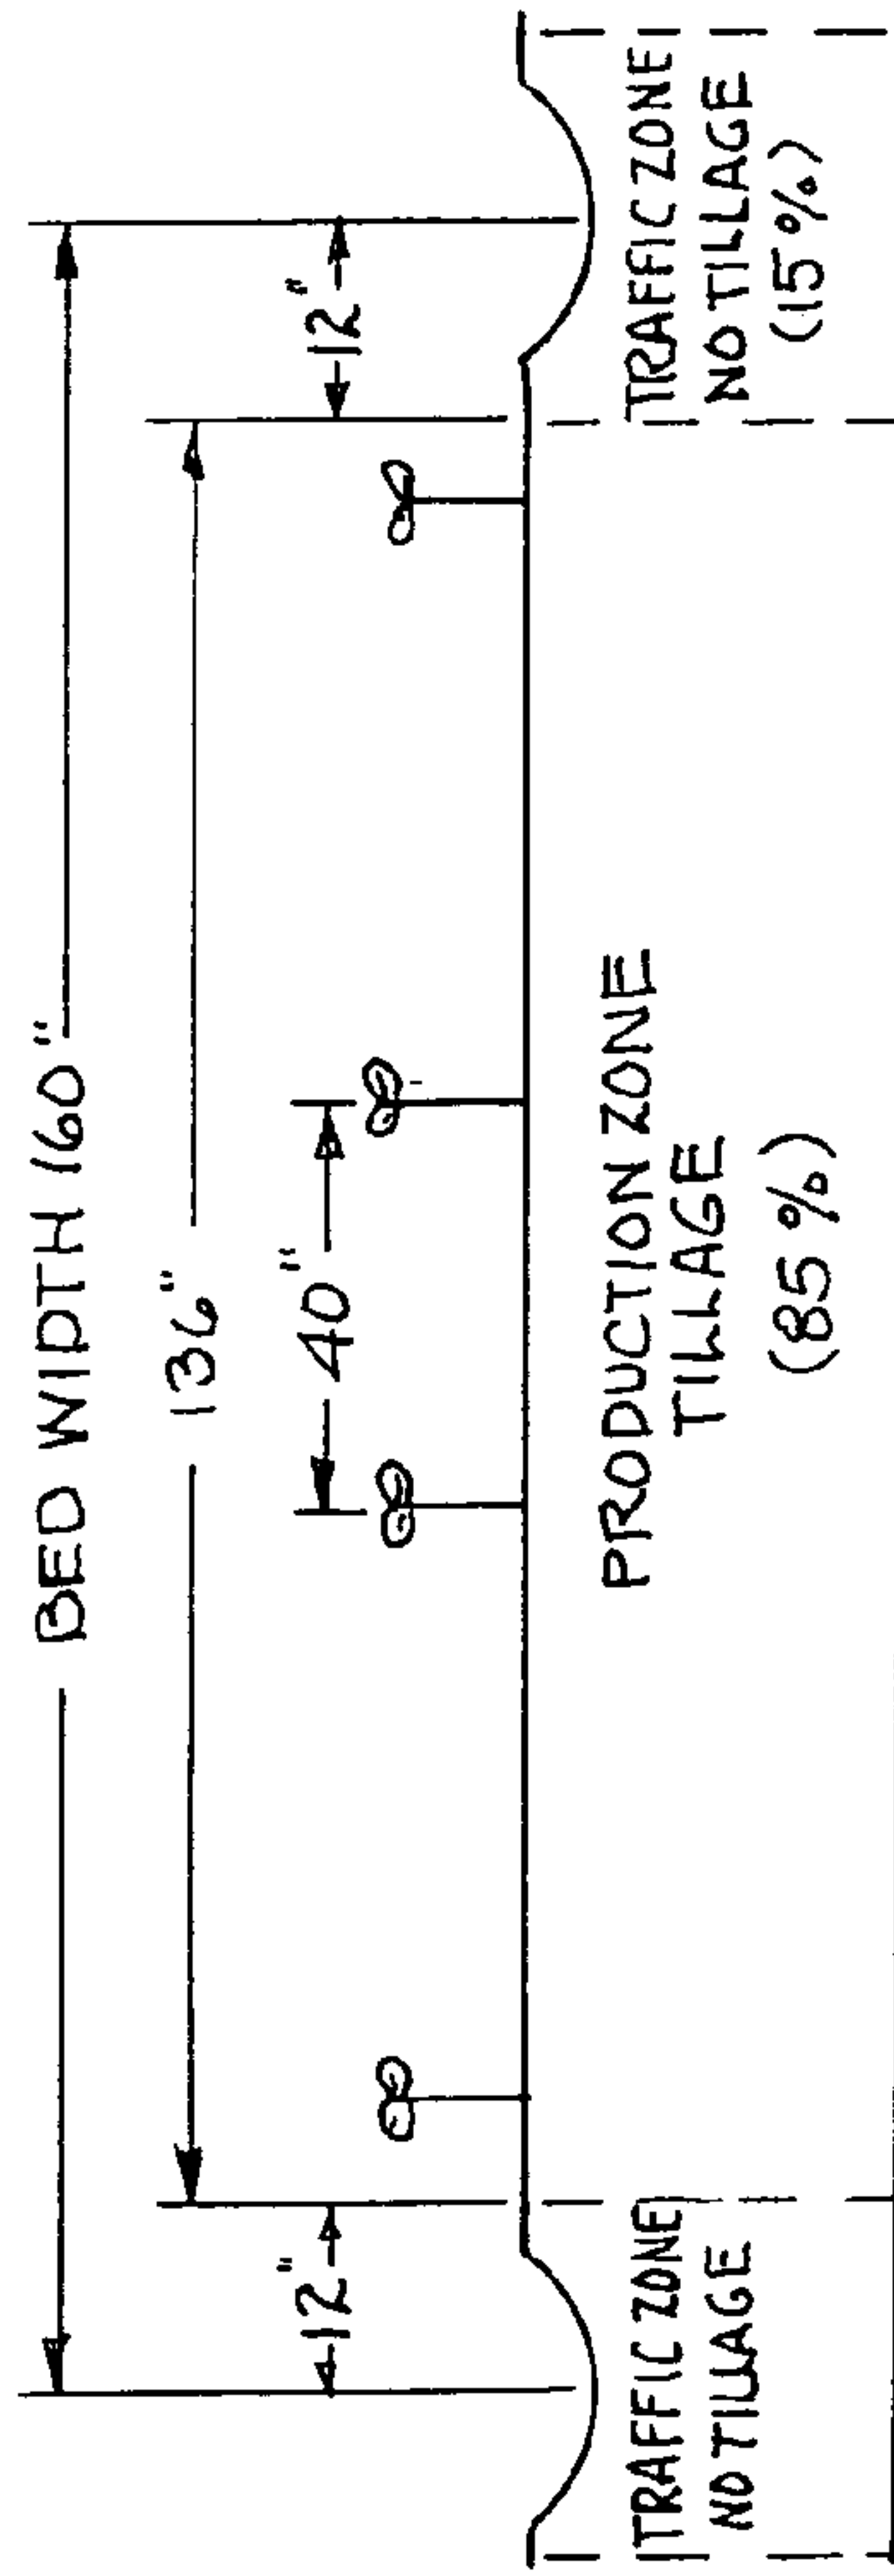 BED WIDTH 160"
136"
12"
40"
12"
TRAFFIC ZONE
NO TILLAGE
PRODUCTION ZONE
TILLAGE
(85%)
TRAFFIC ZONE
NO TILLAGE
(15%)